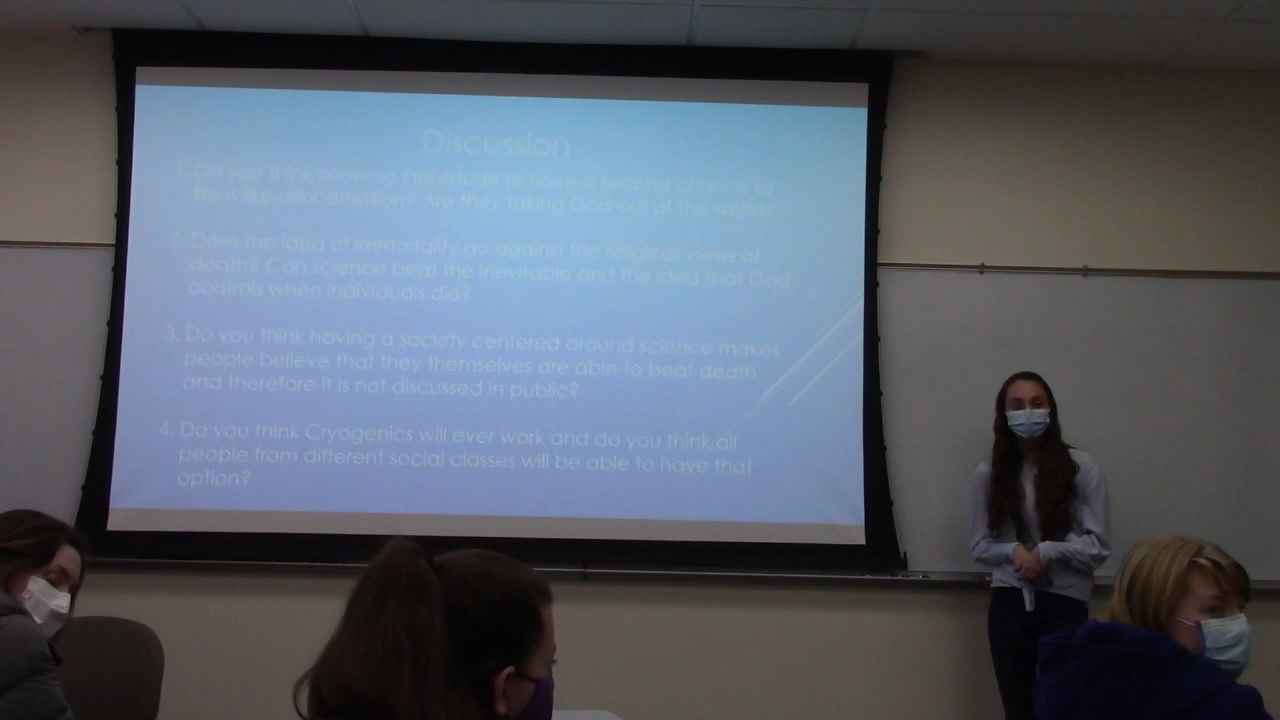 Discussion
1. Do you think allowing individuals to have a second chance at
life is like reincarnation? Are they taking God out of the world?
2. Does the idea of immortality go against the religious views of
death? Can science beat the inevitable and the idea that God
controls when individuals die?
3. Do you think having a society centered around science makes
people believe that they themselves are able to beat death
and therefore it is not discussed in public?
4. Do you think Cryogenics will ever work and do you think all
people from different social classes will be able to have that
option?